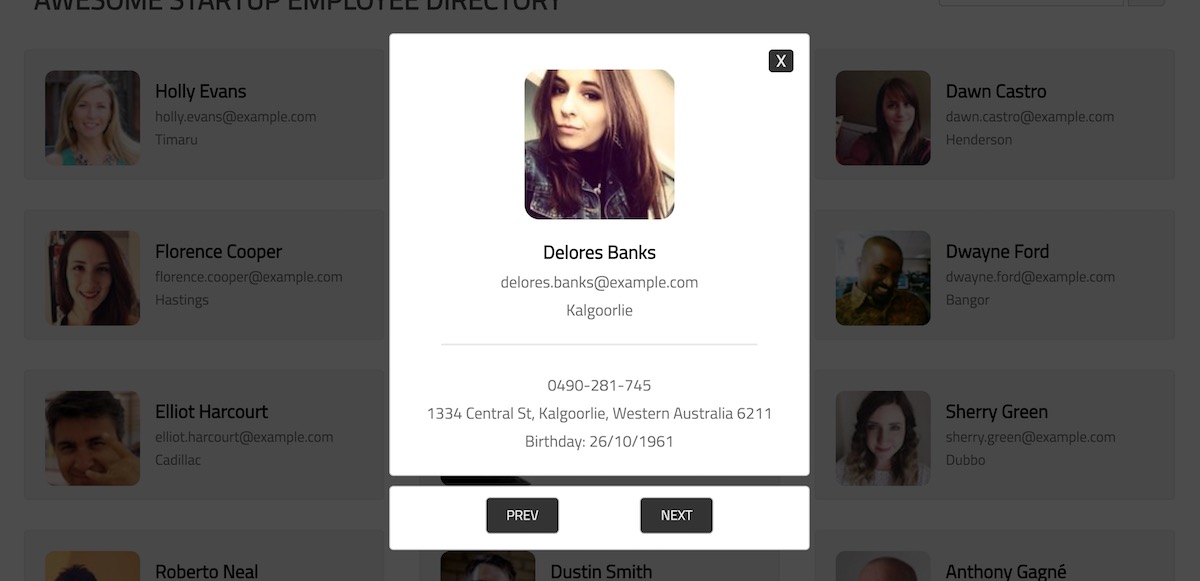 AWESOME STARTUP EMPLOYEE DIRECTORY
Holly Evans
holly.evans@example.com
Timaru
X
Delores Banks
delores.banks@example.com
Kalgoorlie
0490-281-745
1334 Central St, Kalgoorlie, Western Australia 6211
Birthday: 26/10/1961
PREV
NEXT
Dawn Castro
dawn.castro@example.com
Henderson
Florence Cooper
florence.cooper@example.com
Hastings
Dwayne Ford
dwayne.ford@example.com
Bangor
Elliot Harcourt
elliot.harcourt@example.com
Cadillac
Sherry Green
sherry.green@example.com
Dubbo
Roberto Neal
Dustin Smith
Anthony Gagné